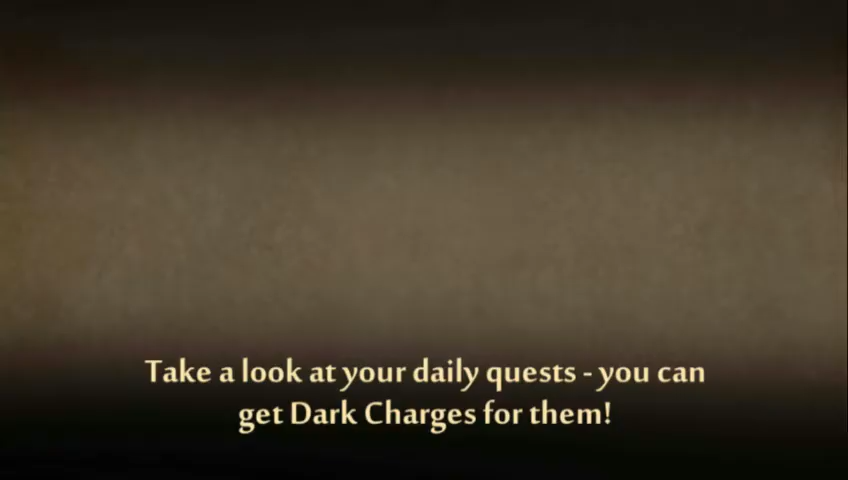 Take a look at your daily quests - you can
get Dark Charges for them!